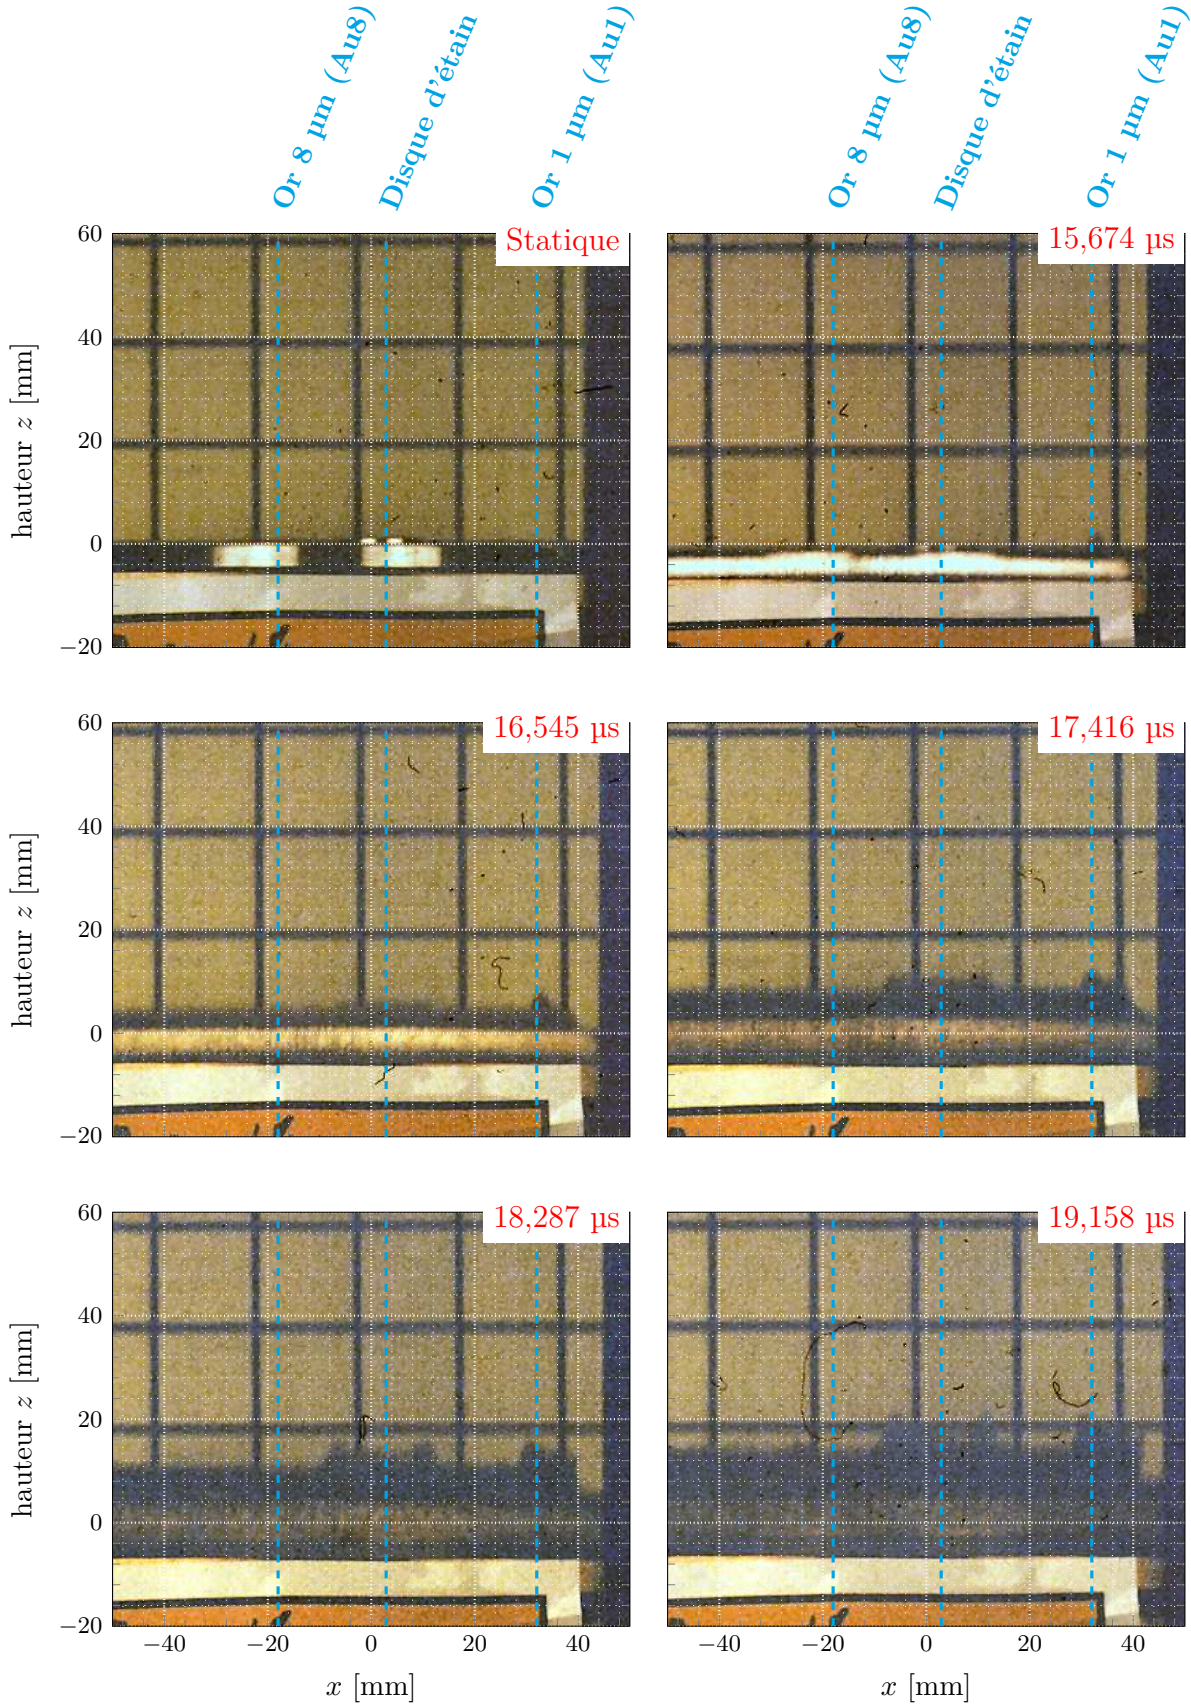 Or 8 µm (Au8)
Disque d'étain
Or 1 µm (Au1)
Or 8 µm (Au8)
Disque d'étain
Or 1 µm (Au1)
Statique
15,674 µs
60
40
20
0
−20
hauteur z [mm]
16,545 µs
17,416 µs
60
40
20
0
−20
hauteur z [mm]
18,287 µs
19,158 µs
60
40
20
0
−20
hauteur z [mm]
−40 −20 0 20 40
−40 −20 0 20 40
x [mm]
x [mm]